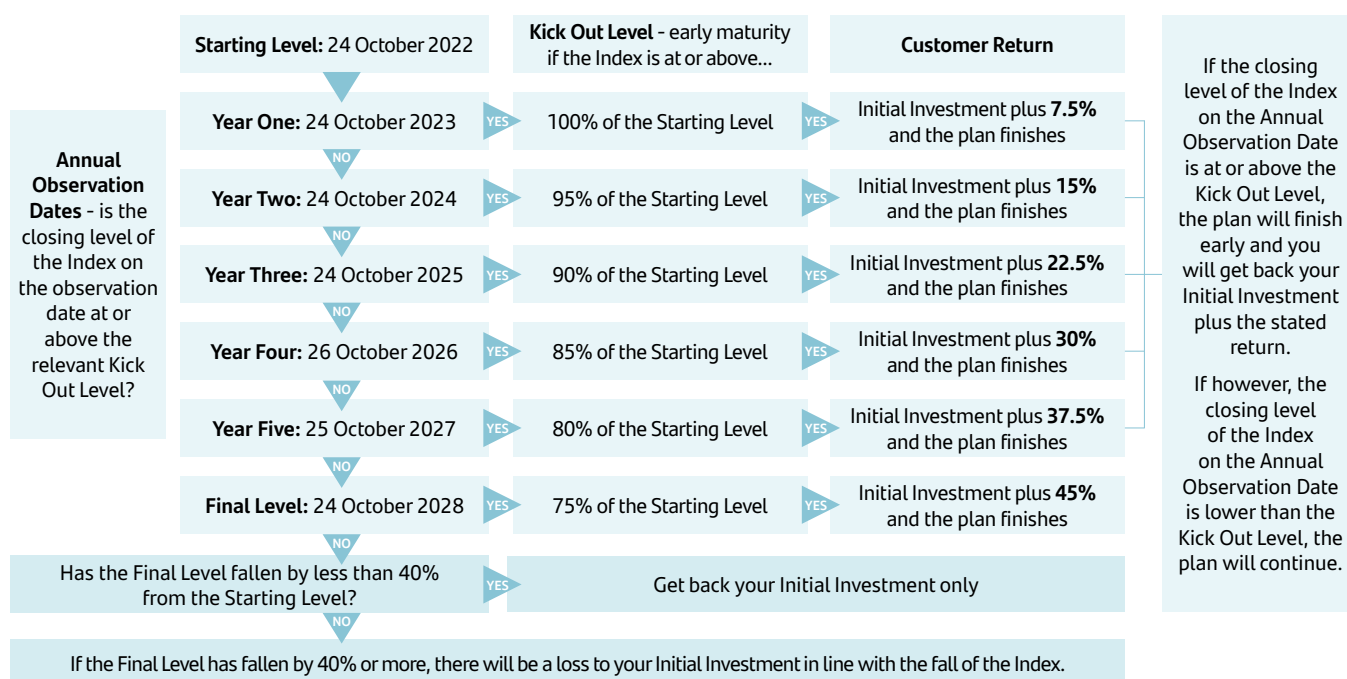 Starting Level: 24 October 2022
Kick Out Level - early maturity
if the Index is at or above...
Customer Return
Annual
Observation
Dates - is the
closing level of
the Index on
the observation
date at or
above the
relevant Kick
Out Level?
Year One: 24 October 2023
YES
100% of the Starting Level
YES
Initial Investment plus 7.5%
and the plan finishes
NO
Year Two: 24 October 2024
YES
95% of the Starting Level
YES
Initial Investment plus 15%
and the plan finishes
NO
Year Three: 24 October 2025
YES
90% of the Starting Level
YES
Initial Investment plus 22.5%
and the plan finishes
NO
Year Four: 26 October 2026
YES
85% of the Starting Level
YES
Initial Investment plus 30%
and the plan finishes
NO
Year Five: 25 October 2027
YES
80% of the Starting Level
YES
Initial Investment plus 37.5%
and the plan finishes
NO
Final Level: 24 October 2028
YES
75% of the Starting Level
YES
Initial Investment plus 45%
and the plan finishes
NO
Has the Final Level fallen by less than 40%
from the Starting Level?
YES
Get back your Initial Investment only
NO
If the Final Level has fallen by 40% or more, there will be a loss to your Initial Investment in line with the fall of the Index.
If the closing
level of the Index
on the Annual
Observation Date
is at or above the
Kick Out Level,
the plan will finish
early and you
will get back your
Initial Investment
plus the stated
return.
If however, the
closing level
of the Index
on the Annual
Observation Date
is lower than the
Kick Out Level, the
plan will continue.